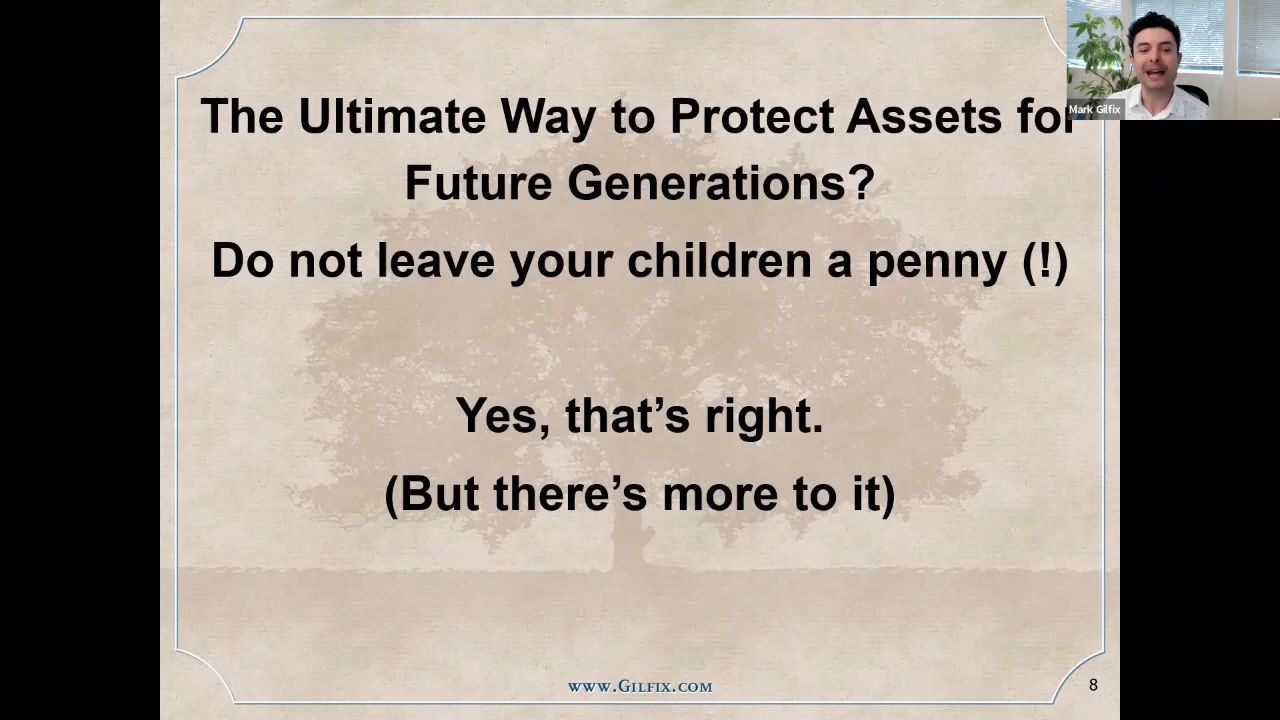 Mark Gilfix
The Ultimate Way to Protect Assets for
Future Generations?
Do not leave your children a penny (!)
Yes, that’s right.
(But there’s more to it)
www.Gilfix.com
8